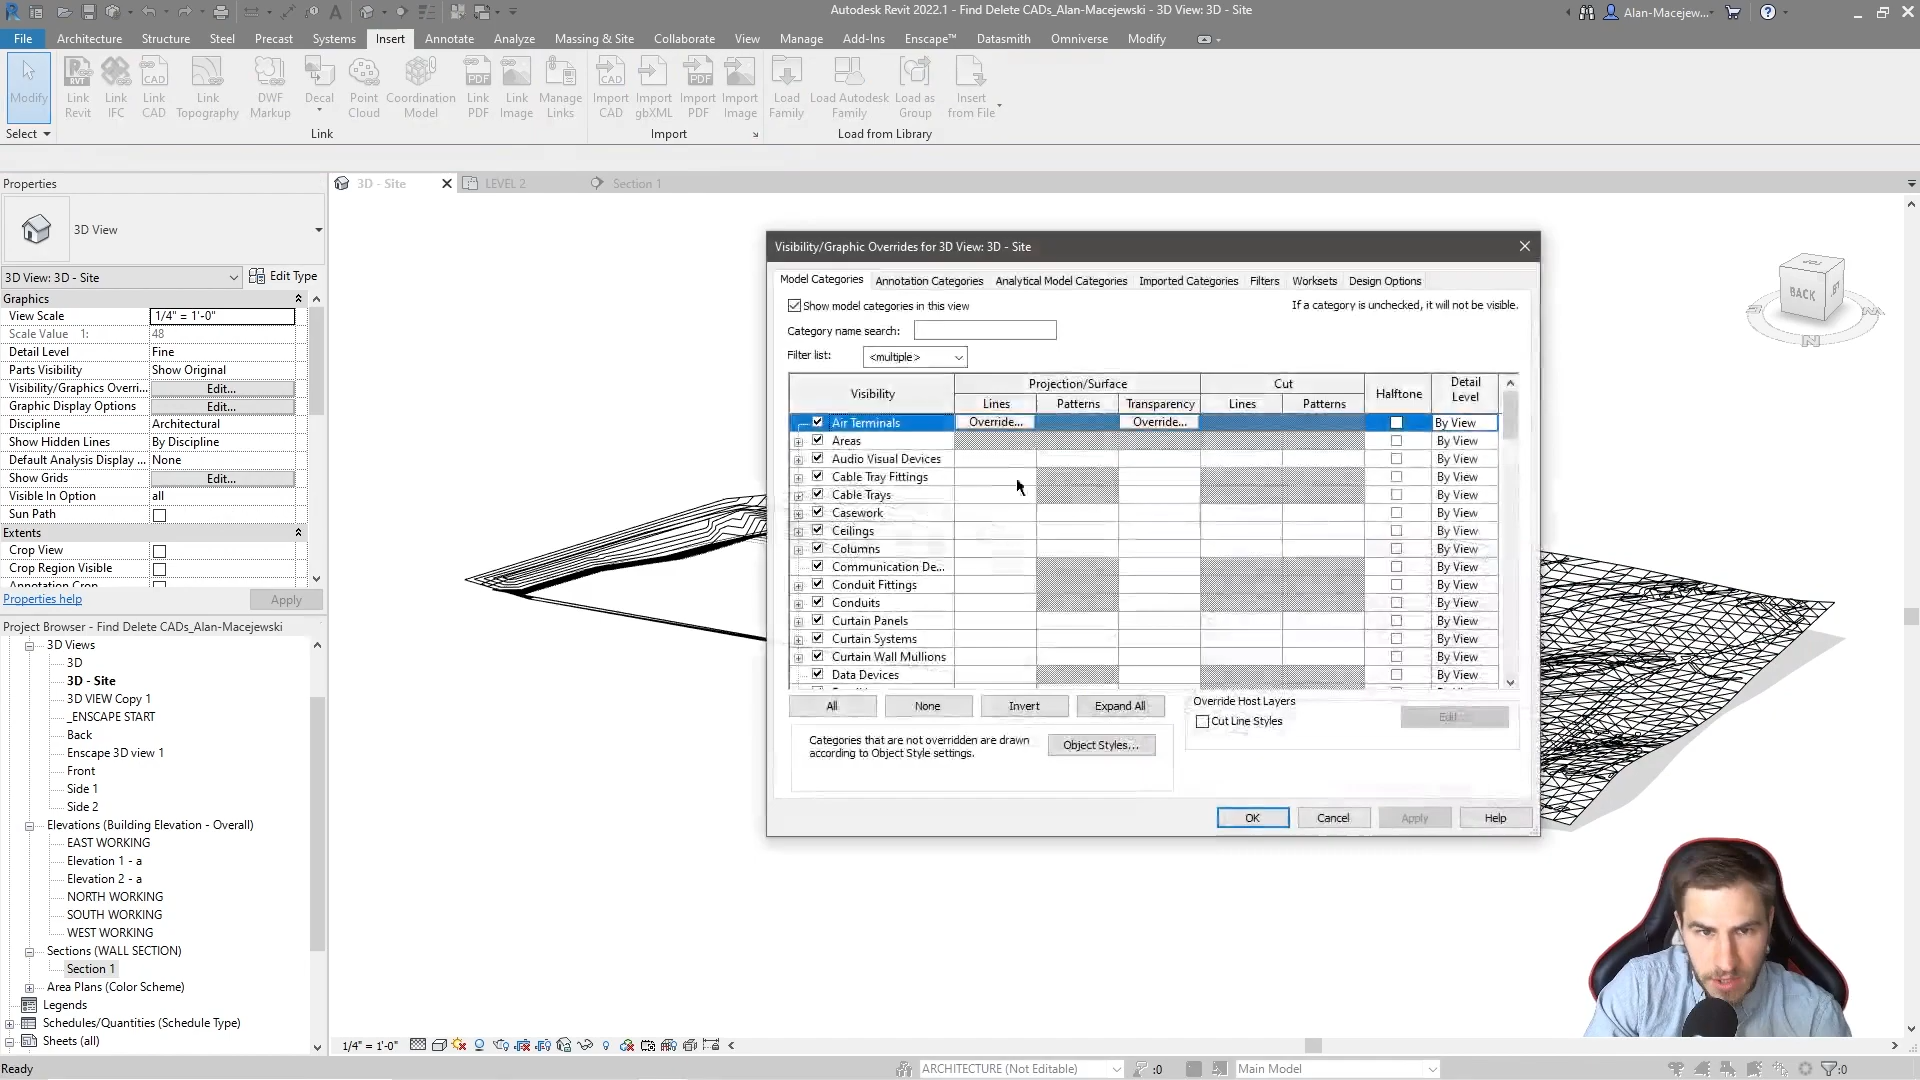 Autodesk Revit 2022.1 - Find Delete CADs_Alan-Macejewski - 3D View: 3D - Site
Alan-Macejew...
File Architecture Structure Steel Precast Systems Insert Annotate Analyze Massing & Site Collaborate View Manage Add-Ins Enscape™ Datasmith Omniverse Modify
Modify
Link Revit
Link IFC
Link CAD
Link Topography
DWF Markup
Decal
Point Cloud
Coordination Model
Link PDF
Link Image
Manage Links
Import CAD
Import gbXML
Import PDF
Import Image
Load Family
Load Autodesk Family
Load as Group
Insert from File
Select Link Import Load from Library
Properties
3D - Site LEVEL 2 Section 1
3D View
3D View: 3D - Site Edit Type
Graphics
View Scale 1/4" = 1'-0"
Scale Value 1: 48
Detail Level Fine
Parts Visibility Show Original
Visibility/Graphics Overri... Edit...
Graphic Display Options Edit...
Discipline Architectural
Show Hidden Lines By Discipline
Default Analysis Display ... None
Show Grids Edit...
Visible In Option all
Sun Path
Extents
Crop View
Crop Region Visible
Annotation Crop
Properties help Apply
Project Browser - Find Delete CADs_Alan-Macejewski
3D Views
3D
3D - Site
3D VIEW Copy 1
_ENSCAPE START
Back
Enscape 3D view 1
Front
Side 1
Side 2
Elevations (Building Elevation - Overall)
EAST WORKING
Elevation 1 - a
Elevation 2 - a
NORTH WORKING
SOUTH WORKING
WEST WORKING
Sections (WALL SECTION)
Section 1
Area Plans (Color Scheme)
Legends
Schedules/Quantities (Schedule Type)
Sheets (all)
Visibility/Graphic Overrides for 3D View: 3D - Site
Model Categories Annotation Categories Analytical Model Categories Imported Categories Filters Worksets Design Options
Show model categories in this view
If a category is unchecked, it will not be visible.
Category name search:
Filter list: <multiple>
Visibility Projection/Surface Cut Halftone Detail Level
Lines Patterns Transparency Lines Patterns
Air Terminals Override... Override... By View
Areas By View
Audio Visual Devices By View
Cable Tray Fittings By View
Cable Trays By View
Casework By View
Ceilings By View
Columns By View
Communication De... By View
Conduit Fittings By View
Conduits By View
Curtain Panels By View
Curtain Systems By View
Curtain Wall Mullions By View
Data Devices By View
All None Invert Expand All
Override Host Layers
Cut Line Styles Edit...
Categories that are not overridden are drawn
according to Object Style settings.
Object Styles...
OK Cancel Apply Help
BACK
N
1/4" = 1'-0"
Ready
ARCHITECTURE (Not Editable) :0 Main Model :0